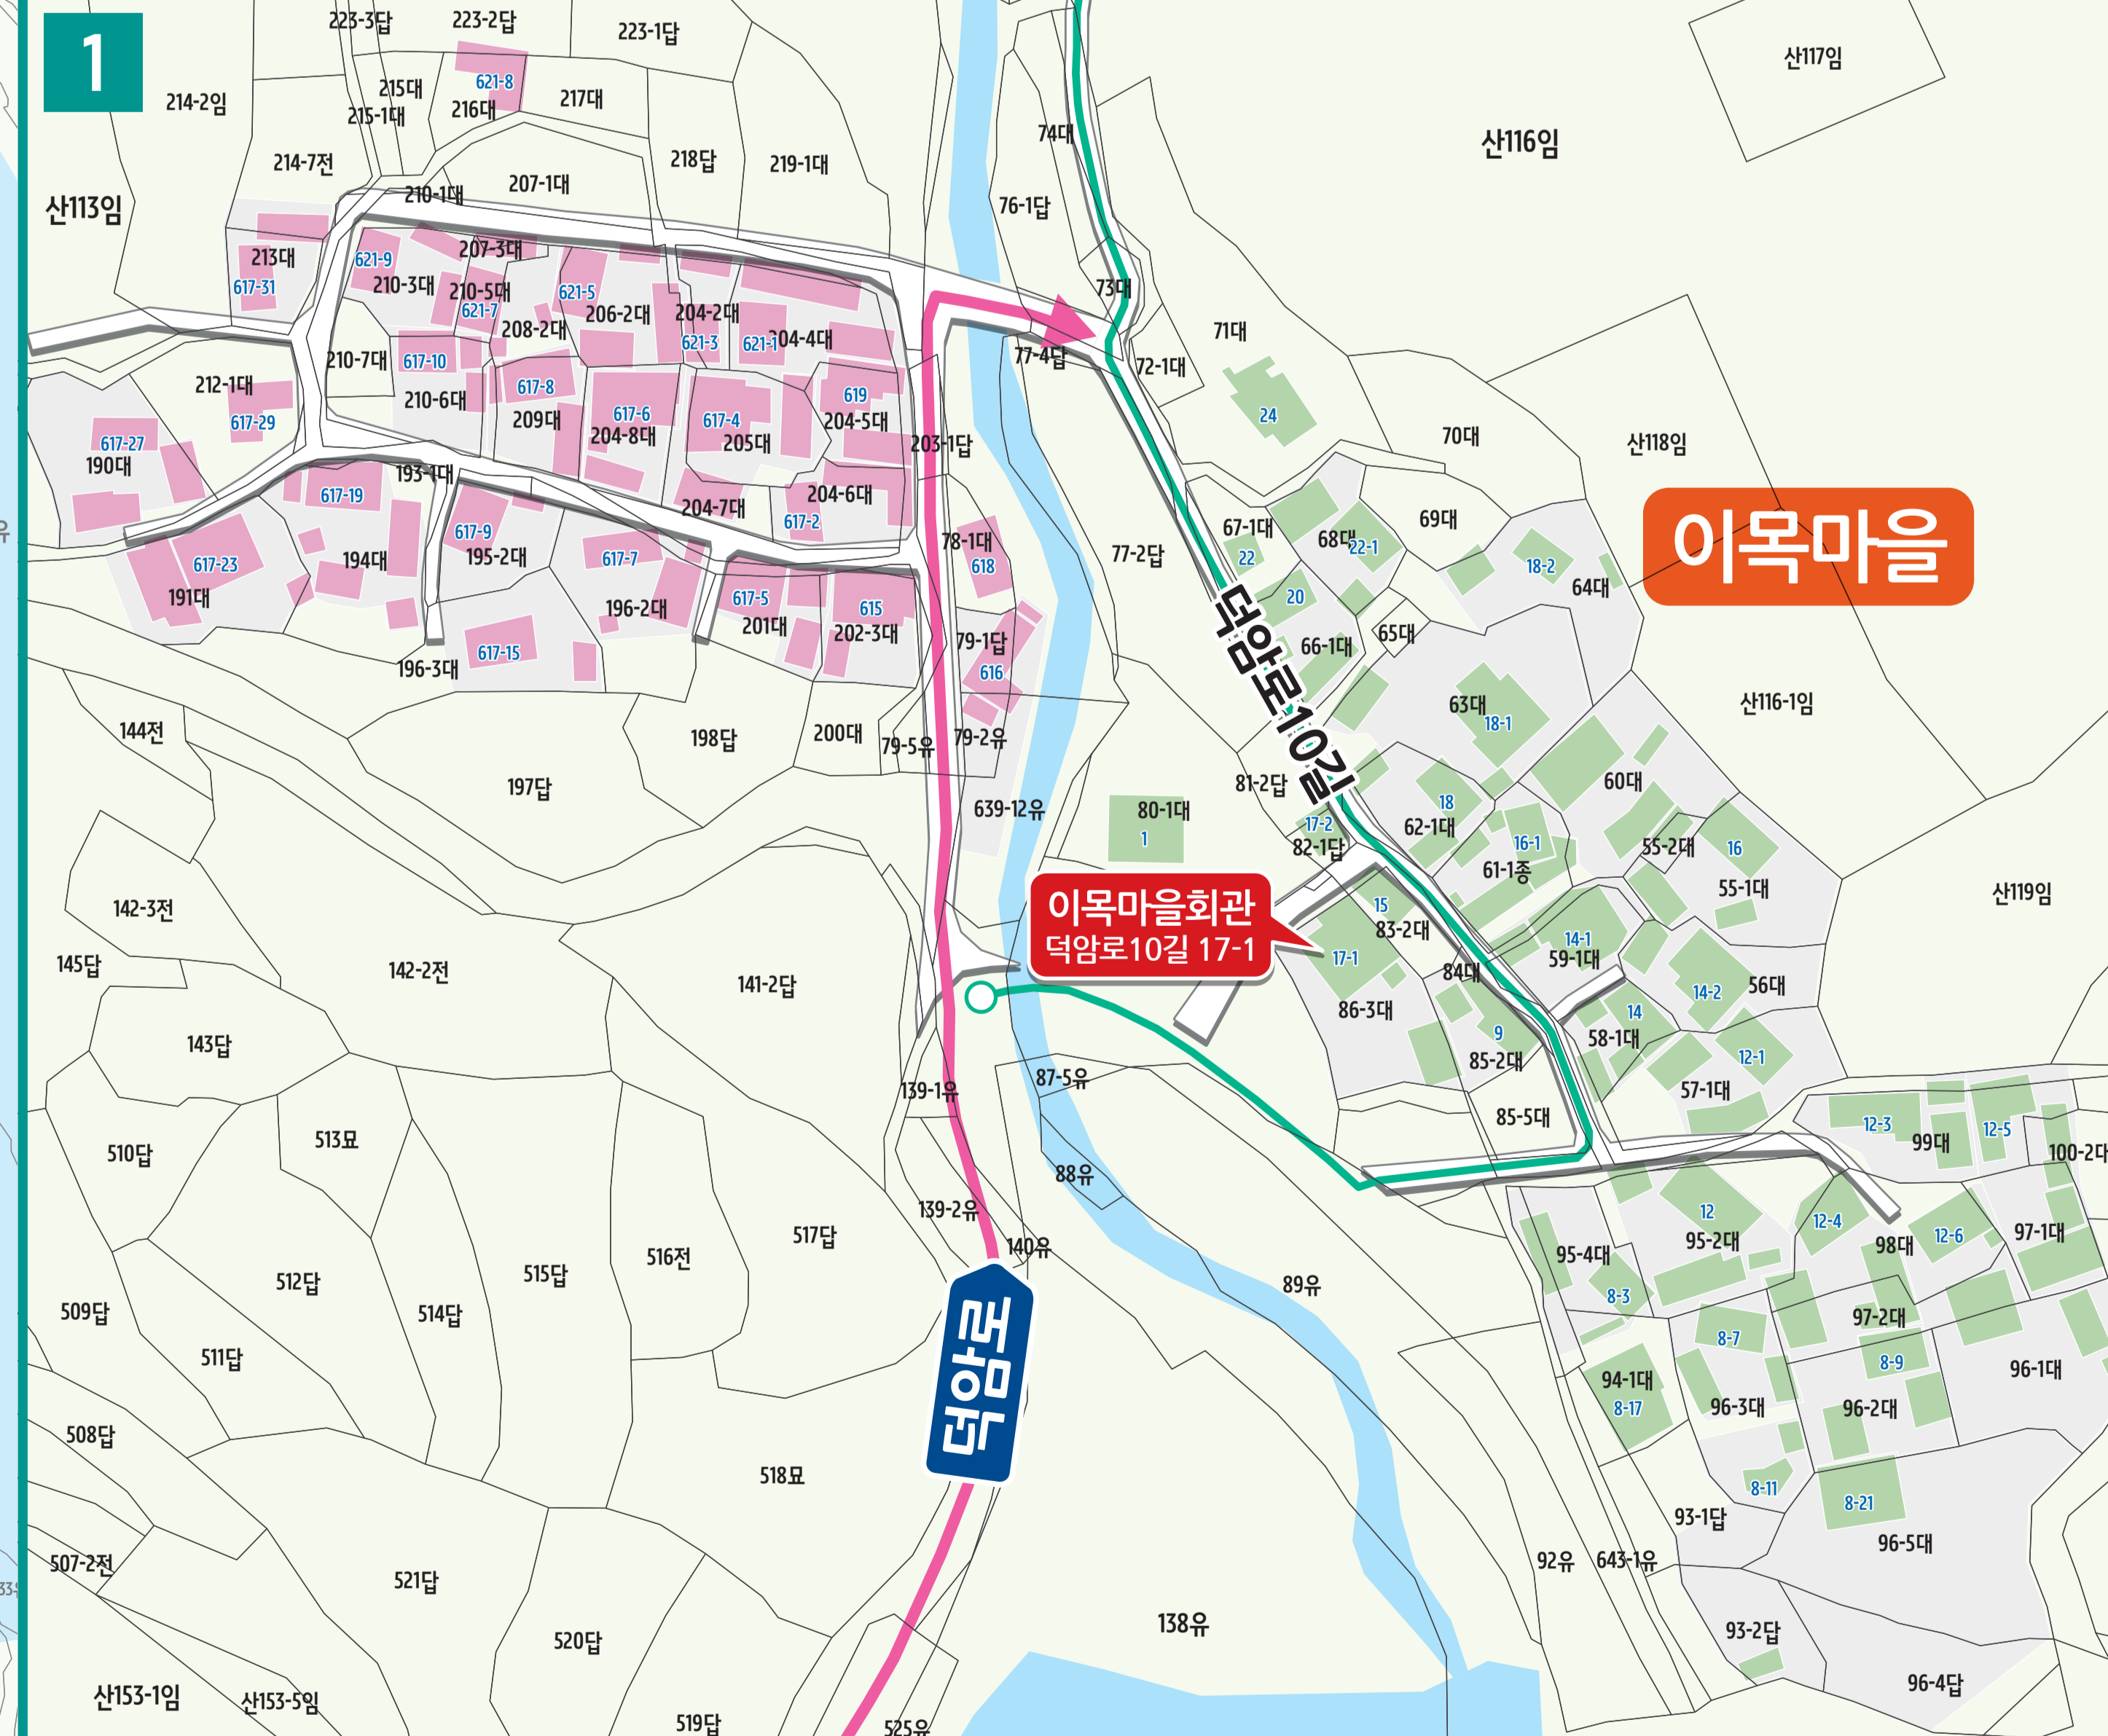 1
223-3답
223-2답
223-1답
산117임
214-2임
215대
621-8
216대
217대
215-1대
74대
산116임
214-7전
218답
219-1대
산113임
210-1대
207-1대
76-1답
213대
617-31
621-9
210-3대
207-3대
210-5대
621-7
621-5
208-2대
206-2대
204-2대
621-3
621-1
204-4대
73대
71대
77-4답
72-1대
210-7대
617-10
210-6대
617-8
209대
617-6
204-8대
617-4
205대
619
204-5대
203-1답
212-1대
617-29
617-27
190대
24
70대
산118임
193-1대
617-19
204-7대
204-6대
617-2
617-9
195-2대
617-7
78-1대
618
77-2답
67-1대
22
68대
22-1
69대
18-2
64대
이목마을
617-23
191대
194대
196-2대
617-5
201대
615
202-3대
79-1답
616
20
66-1대
65대
617-15
196-3대
덕암로10길
63대
18-1
산116-1임
144전
198답
200대
79-5유
79-2유
197답
639-12유
80-1대
1
81-2답
17-2
82-1답
18
62-1대
16-1
61-1종
60대
55-2대
16
55-1대
산119임
142-3전
145답
142-2전
141-2답
이목마을회관
덕암로10길 17-1
15
83-2대
17-1
84대
86-3대
14-1
59-1대
14-2
56대
14
58-1대
9
85-2대
12-1
57-1대
143답
139-1유
87-5유
85-5대
12-3
99대
12-5
100-2대
510답
513묘
88유
139-2유
140유
517답
516전
515답
512답
514답
509답
511답
89유
95-4대
8-3
12
95-2대
12-4
98대
12-6
97-1대
덕암로
8-7
97-2대
8-9
96-1대
94-1대
8-17
96-3대
96-2대
508답
518묘
8-11
8-21
93-1답
96-5대
507-2전
521답
92유
643-1유
520답
138유
93-2답
96-4답
산153-1임
산153-5임
519답
525유